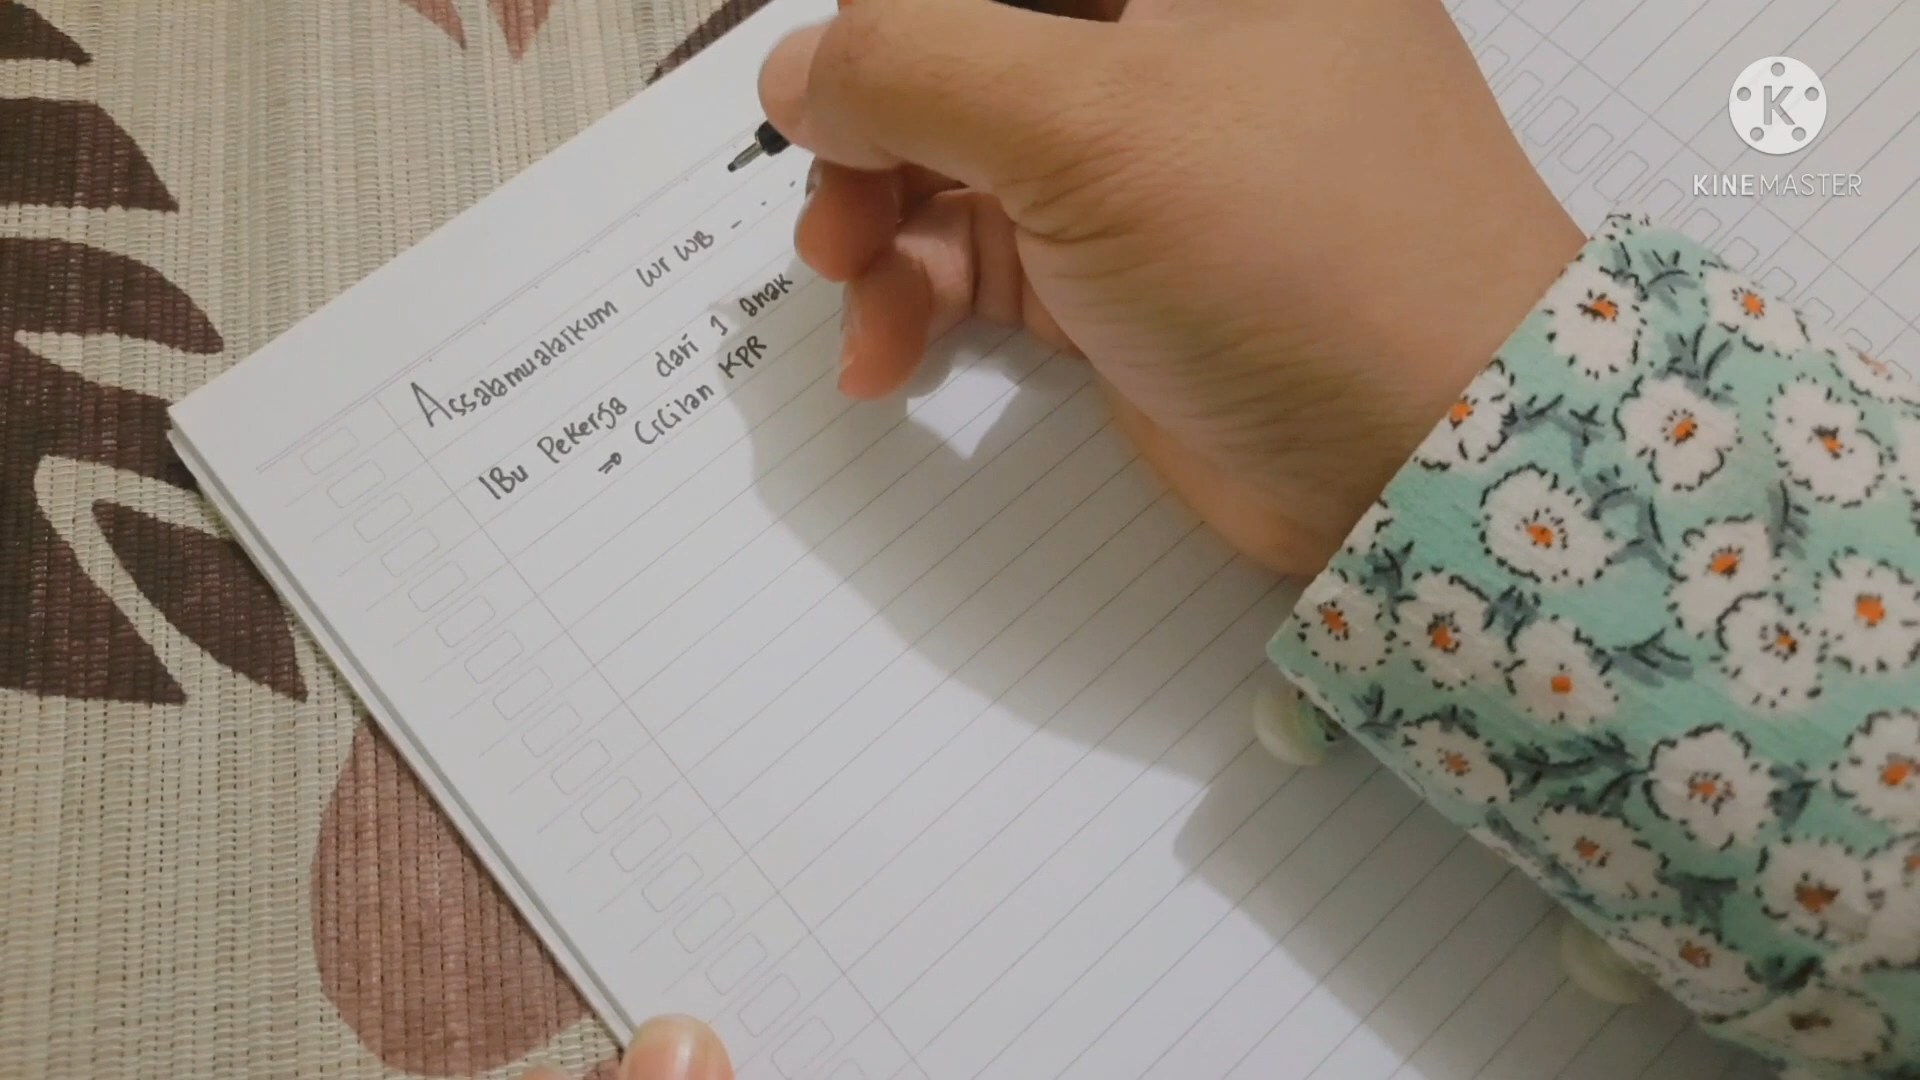 Assalamualaikum Wr WB - - -
IBu Pekerja dari 1 anak
⇒ Cicilan KPR
KINEMASTER